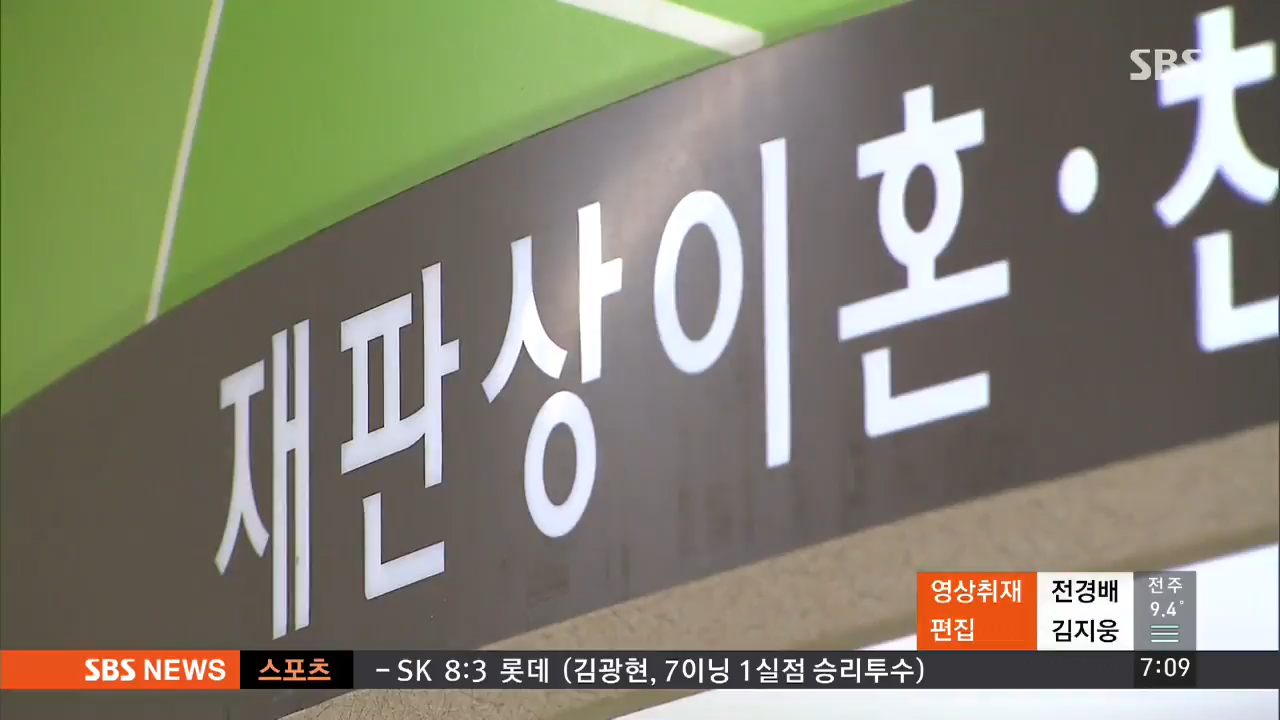 SBS
재판상이혼·친
영상취재 전경배
편집 김지웅
전주
9.4°
SBS NEWS 스포츠 - SK 8:3 롯데 (김광현, 7이닝 1실점 승리투수) 7:09